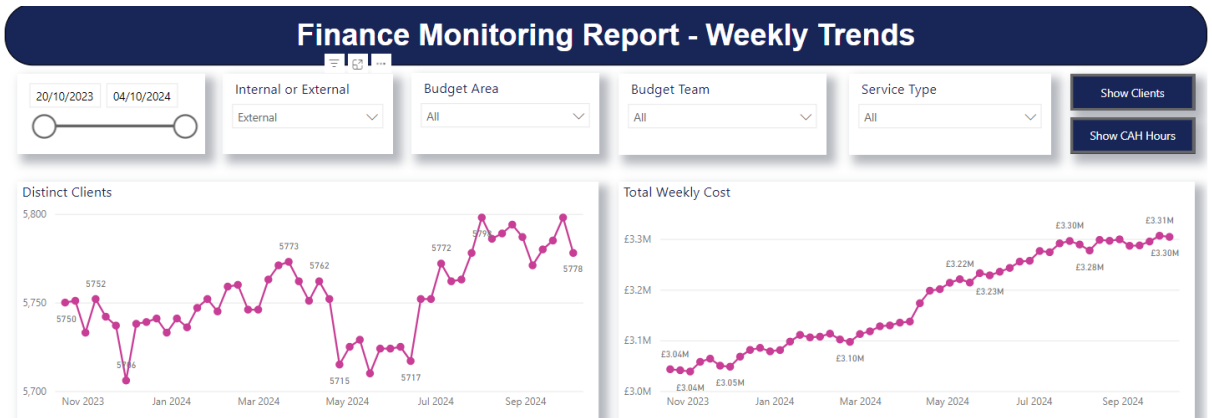 Finance Monitoring Report - Weekly Trends
20/10/2023 04/10/2024
Internal or External
External
Budget Area
All
Budget Team
All
Service Type
All
Show Clients
Show CAH Hours
Distinct Clients
5,800
5,750
5,700
5750
5752
5706
5773
5762
5715
5717
5772
5778
Nov 2023 Jan 2024 Mar 2024 May 2024 Jul 2024 Sep 2024
Total Weekly Cost
£3.3M
£3.2M
£3.1M
£3.0M
£3.04M
£3.04M
£3.05M
£3.10M
£3.22M
£3.23M
£3.30M
£3.28M
£3.31M
£3.30M
Nov 2023 Jan 2024 Mar 2024 May 2024 Jul 2024 Sep 2024